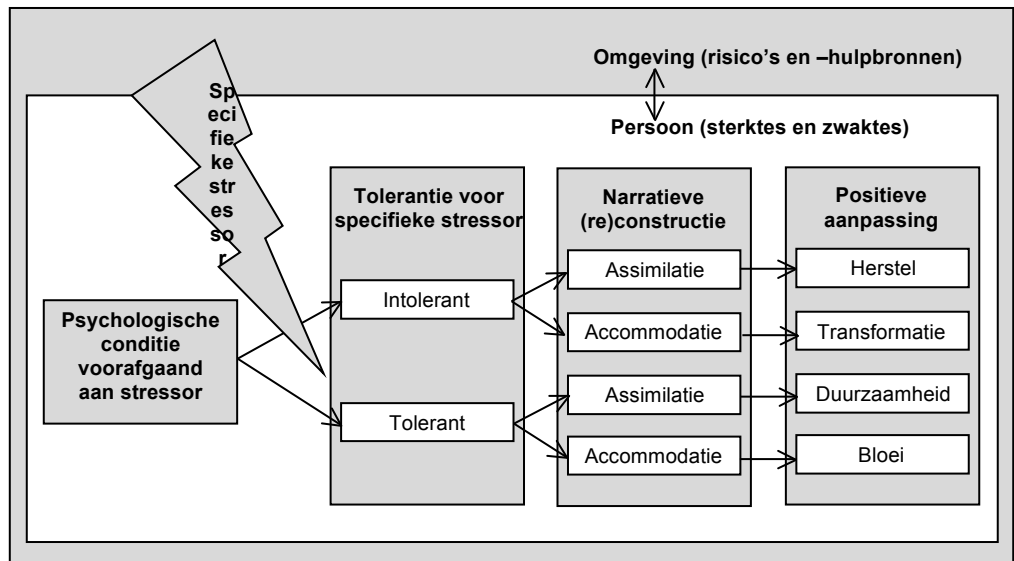 Omgeving (risico's en –hulpbronnen)
Persoon (sterktes en zwaktes)
Sp
eci
fie
ke
str
es
so
r
Psychologische
conditie
voorafgaand
aan stressor
Tolerantie voor
specifieke stressor
Intolerant
Tolerant
Narratieve
(re)constructie
Assimilatie
Accommodatie
Assimilatie
Accommodatie
Positieve
aanpassing
Herstel
Transformatie
Duurzaamheid
Bloei